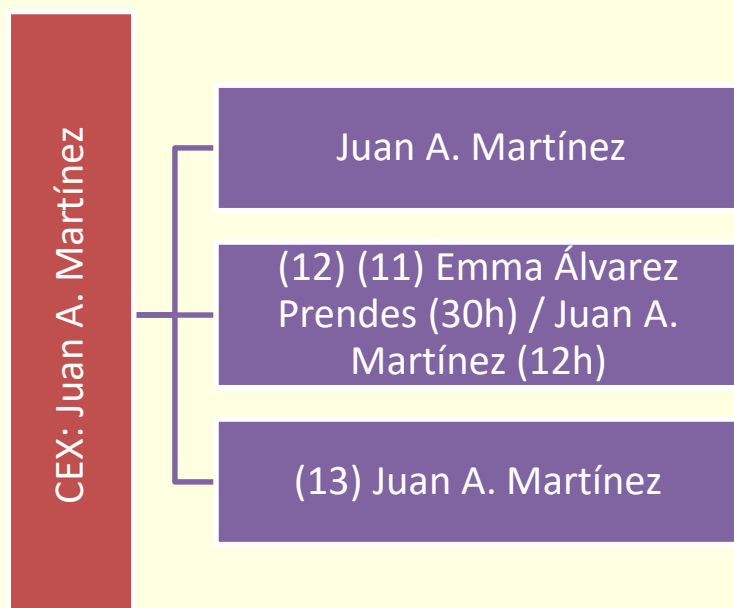 CEX: Juan A. Martínez
Juan A. Martínez
(12) (11) Emma Álvarez
Prendes (30h) / Juan A.
Martínez (12h)
(13) Juan A. Martínez